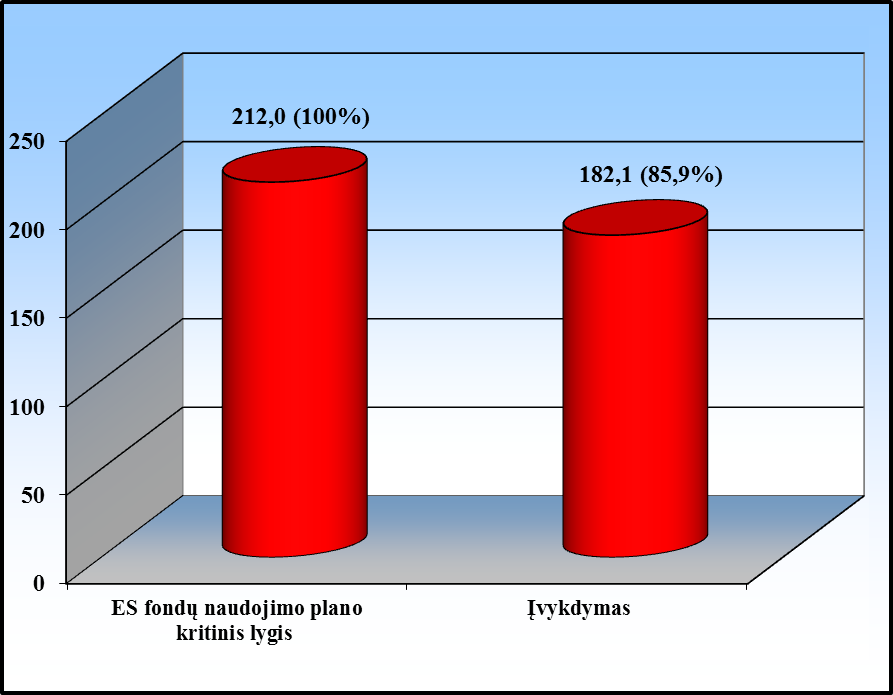 212,0 (100%)
182,1 (85,9%)
250
200
150
100
50
0
ES fondų naudojimo plano
kritinis lygis
Įvykdymas